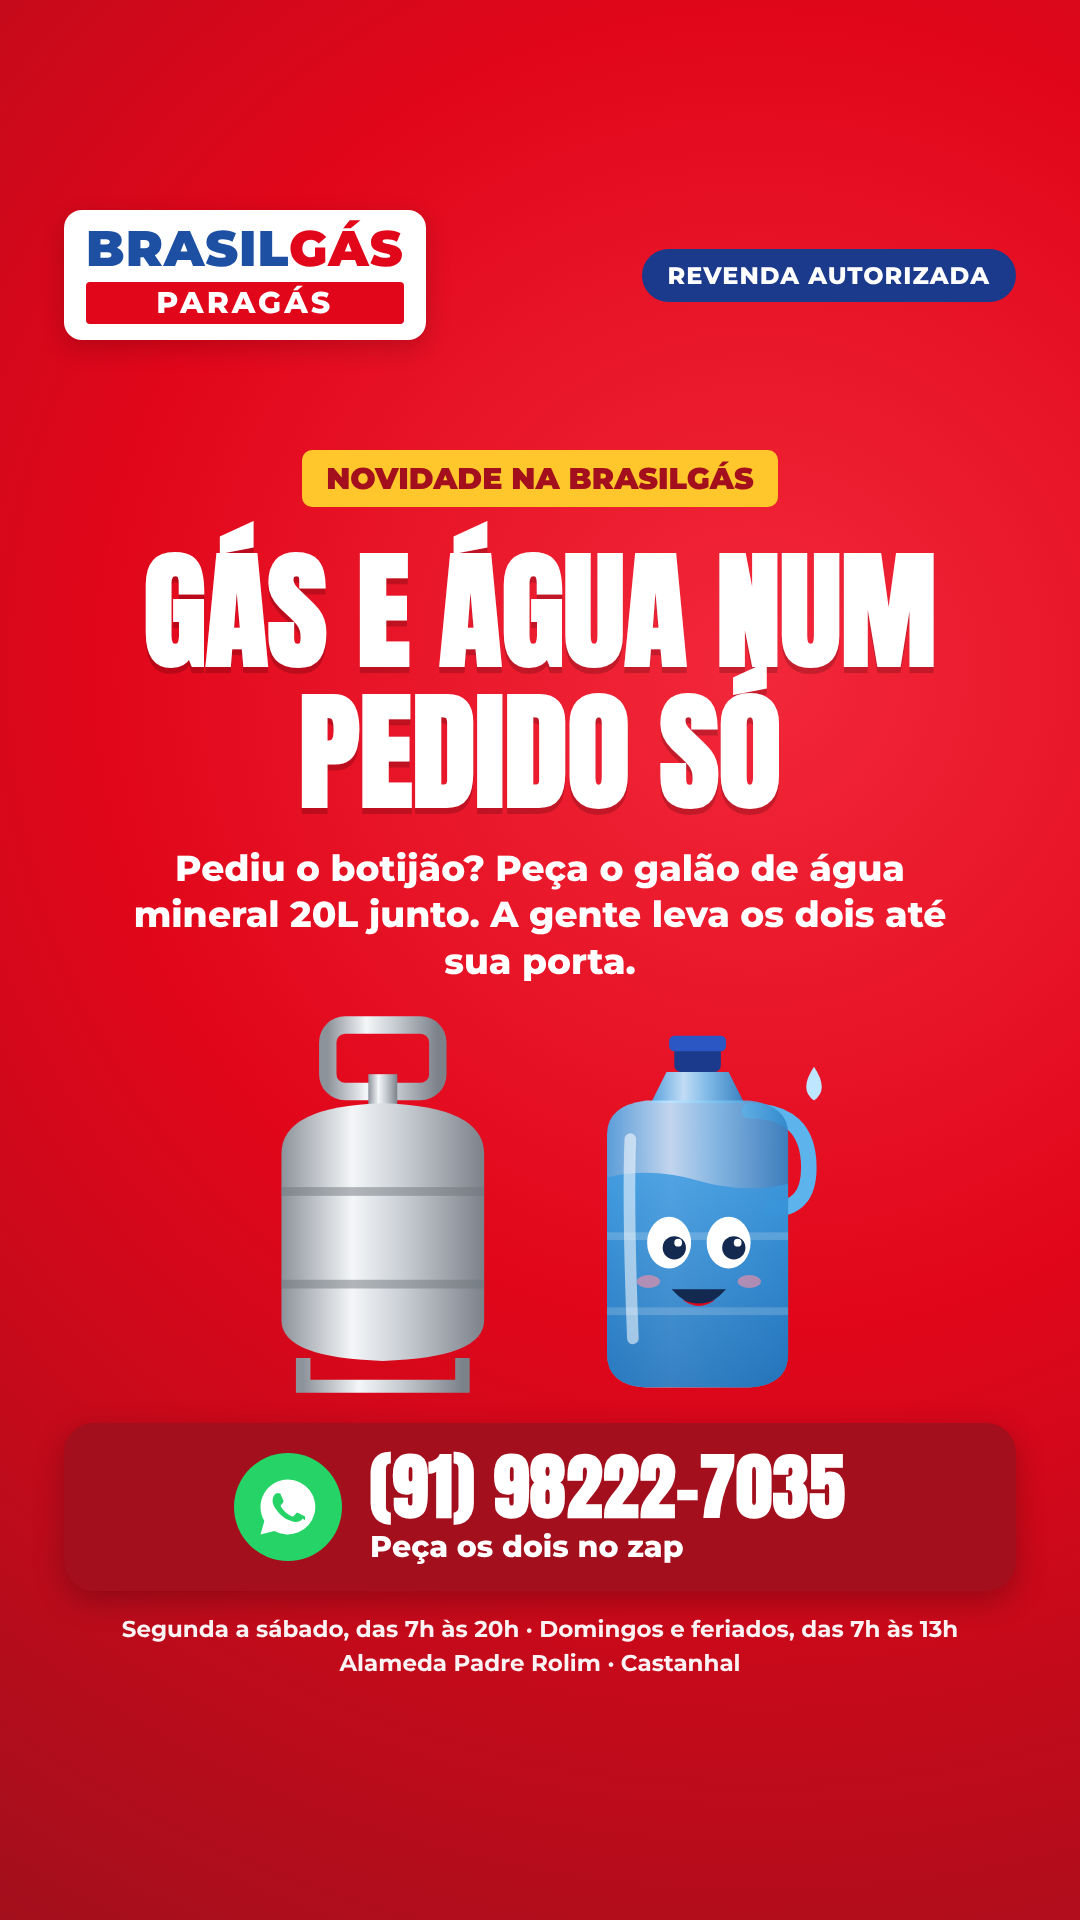 BRASILGÁS
PARAGÁS
REVENDA AUTORIZADA
NOVIDADE NA BRASILGÁS
GÁS E ÁGUA NUM
PEDIDO SÓ
Pediu o botijão? Peça o galão de água
mineral 20L junto. A gente leva os dois até
sua porta.
(91) 98222-7035
Peça os dois no zap
Segunda a sábado, das 7h às 20h · Domingos e feriados, das 7h às 13h
Alameda Padre Rolim · Castanhal